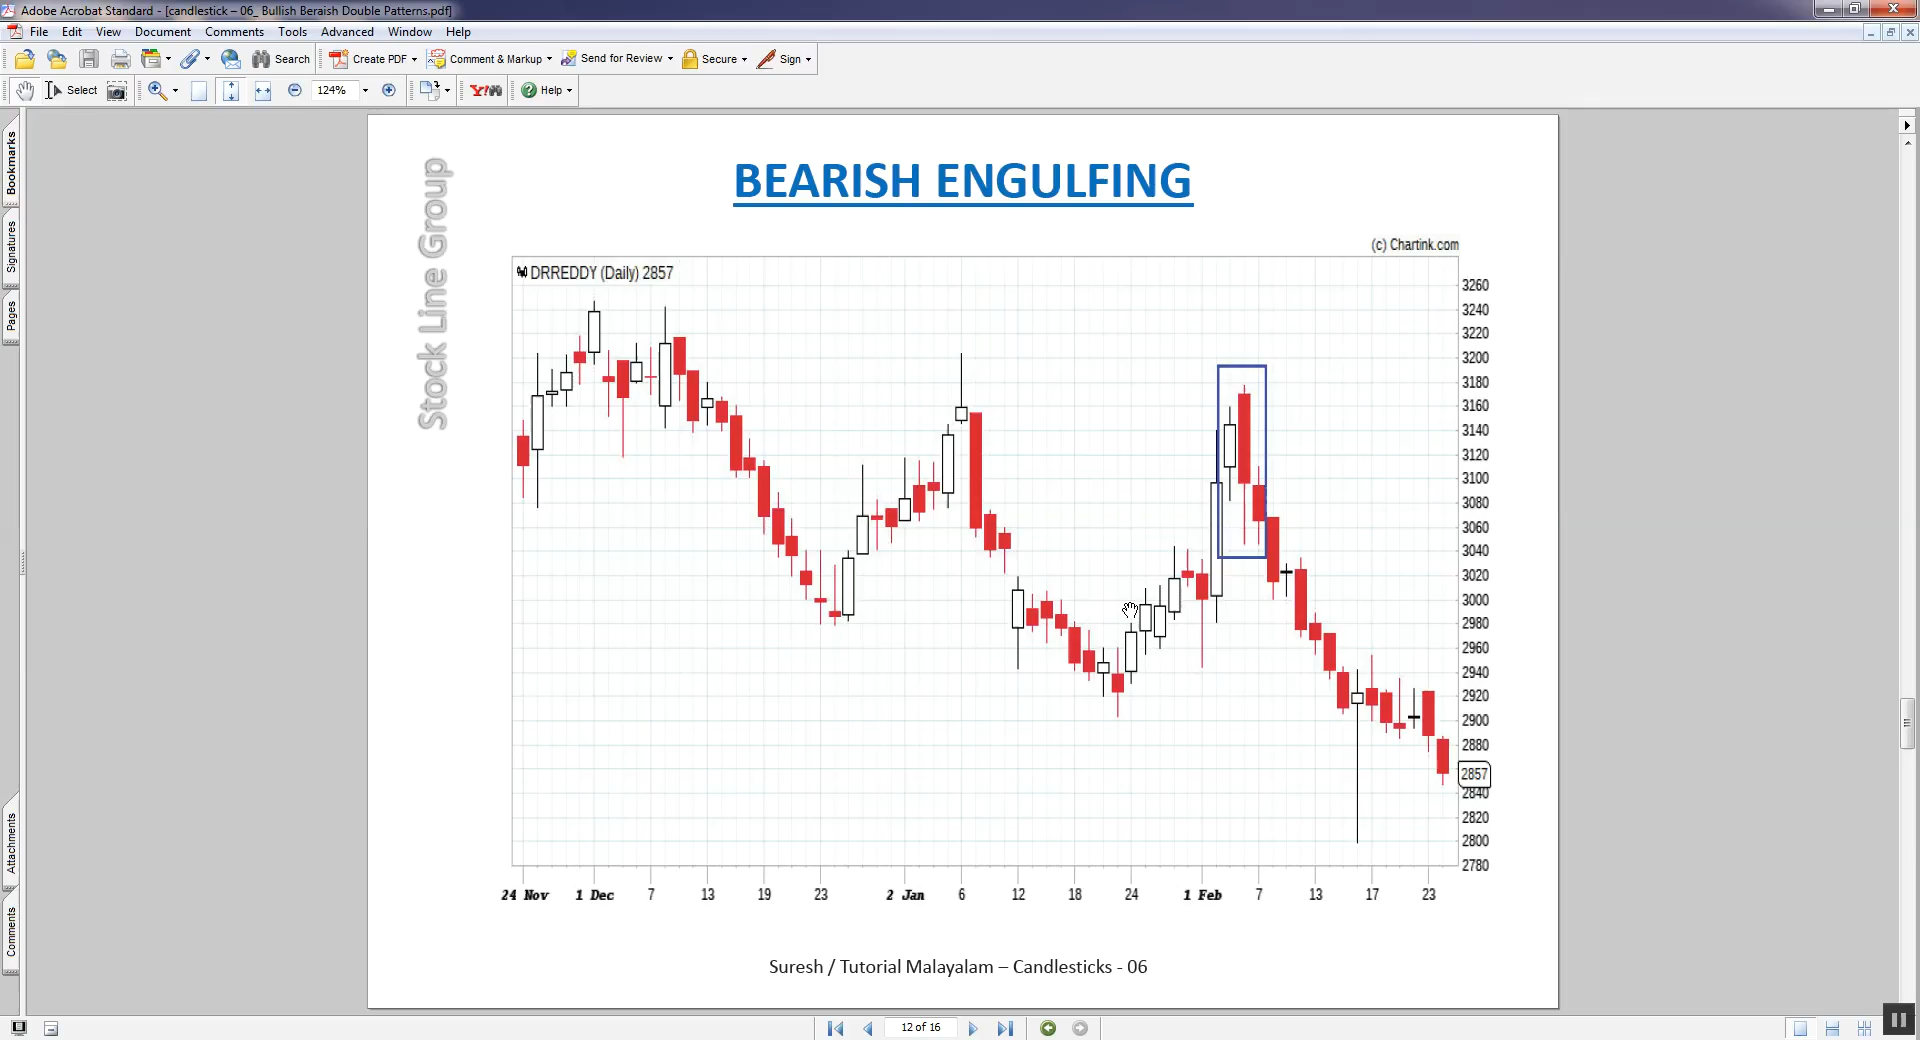 Adobe Acrobat Standard - [candlestick – 06_ Bullish Beraish Double Patterns.pdf]
File Edit View Document Comments Tools Advanced Window Help
Search Create PDF Comment & Markup Send for Review Secure Sign
Select 124% Y! Help
Bookmarks
Signatures
Pages
Attachments
Comments
Stock Line Group
BEARISH ENGULFING
(c) Chartink.com
DRREDDY (Daily) 2857
3260
3240
3220
3200
3180
3160
3140
3120
3100
3080
3060
3040
3020
3000
2980
2960
2940
2920
2900
2880
2857
2840
2820
2800
2780
24 Nov 1 Dec 7 13 19 23 2 Jan 6 12 18 24 1 Feb 7 13 17 23
Suresh / Tutorial Malayalam – Candlesticks - 06
12 of 16